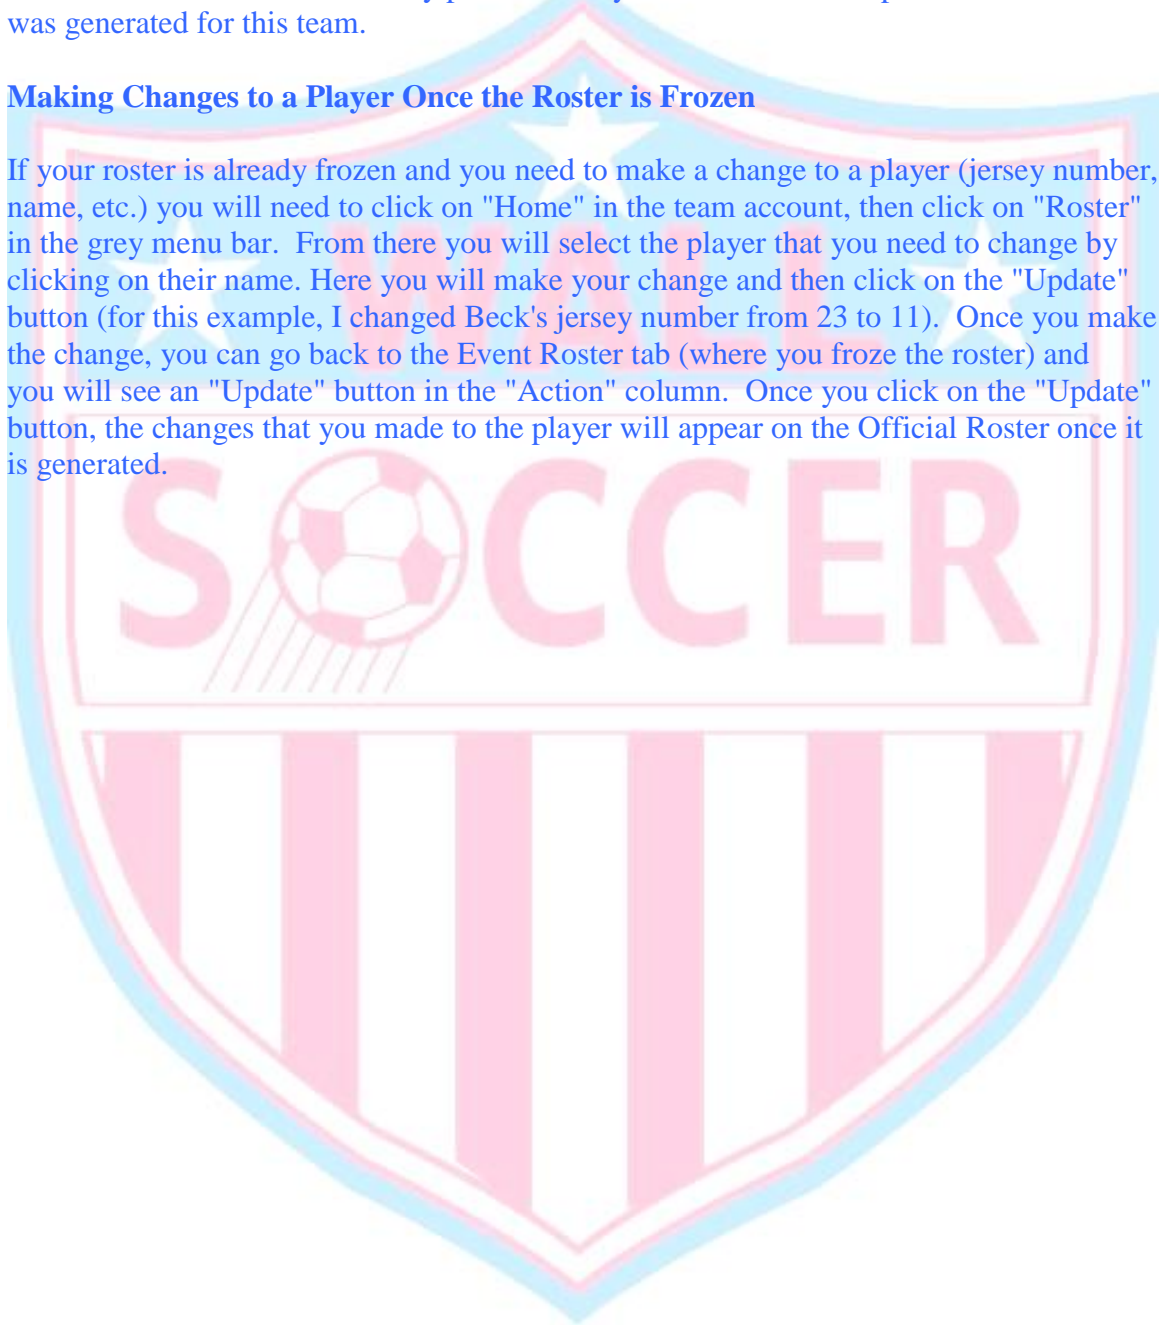 was generated for this team.
Making Changes to a Player Once the Roster is Frozen
If your roster is already frozen and you need to make a change to a player (jersey number,
name, etc.) you will need to click on "Home" in the team account, then click on "Roster"
in the grey menu bar.  From there you will select the player that you need to change by
clicking on their name. Here you will make your change and then click on the "Update"
button (for this example, I changed Beck's jersey number from 23 to 11).  Once you make
the change, you can go back to the Event Roster tab (where you froze the roster) and
you will see an "Update" button in the "Action" column.  Once you click on the "Update"
button, the changes that you made to the player will appear on the Official Roster once it
is generated.
WALL
SOCCER